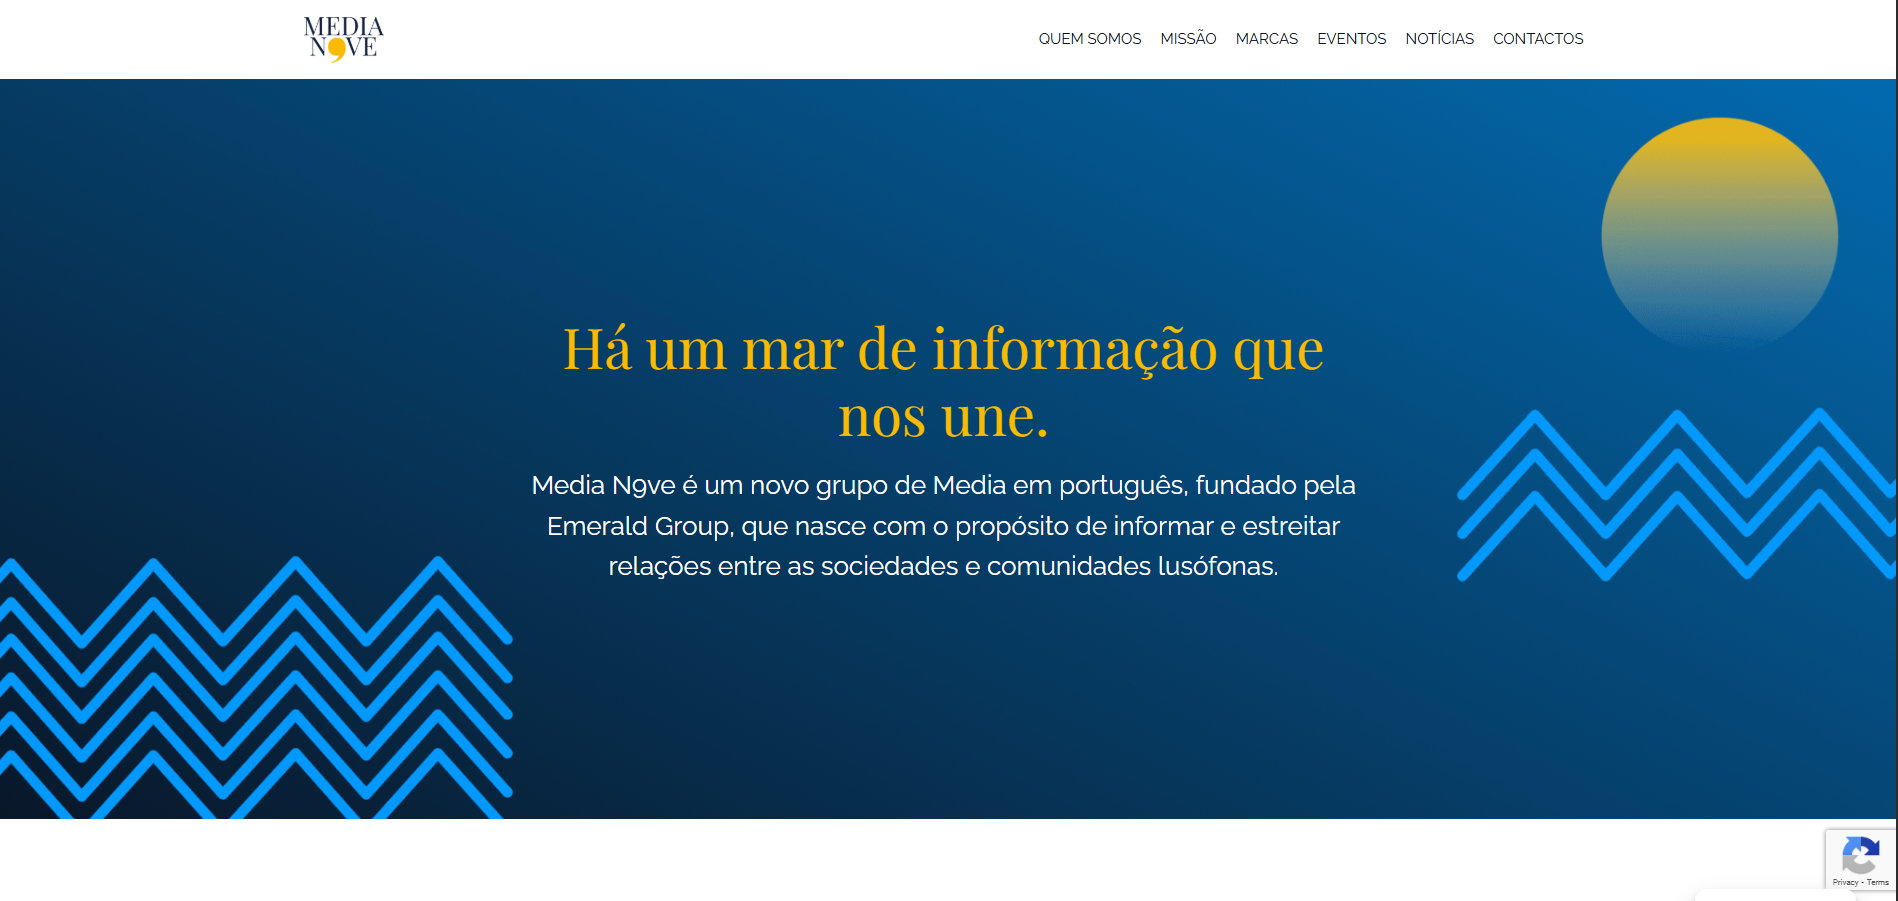 MEDIA
N9VE
QUEM SOMOS MISSÃO MARCAS EVENTOS NOTÍCIAS CONTACTOS
Há um mar de informação que
nos une.
Media N9ve é um novo grupo de Media em português, fundado pela
Emerald Group, que nasce com o propósito de informar e estreitar
relações entre as sociedades e comunidades lusófonas.
Privacy - Terms